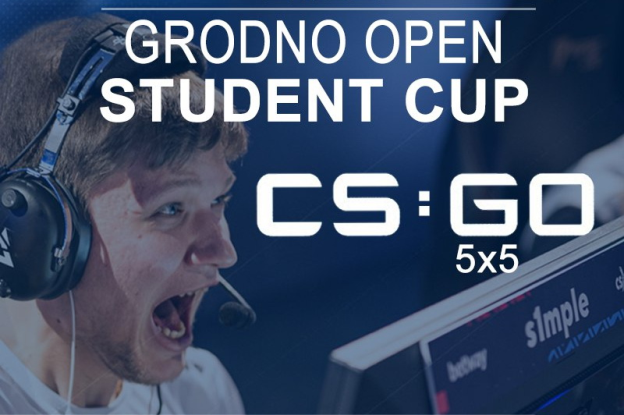 GRODNO OPEN
STUDENT CUP
CS:GO
5x5
s1mple
betway